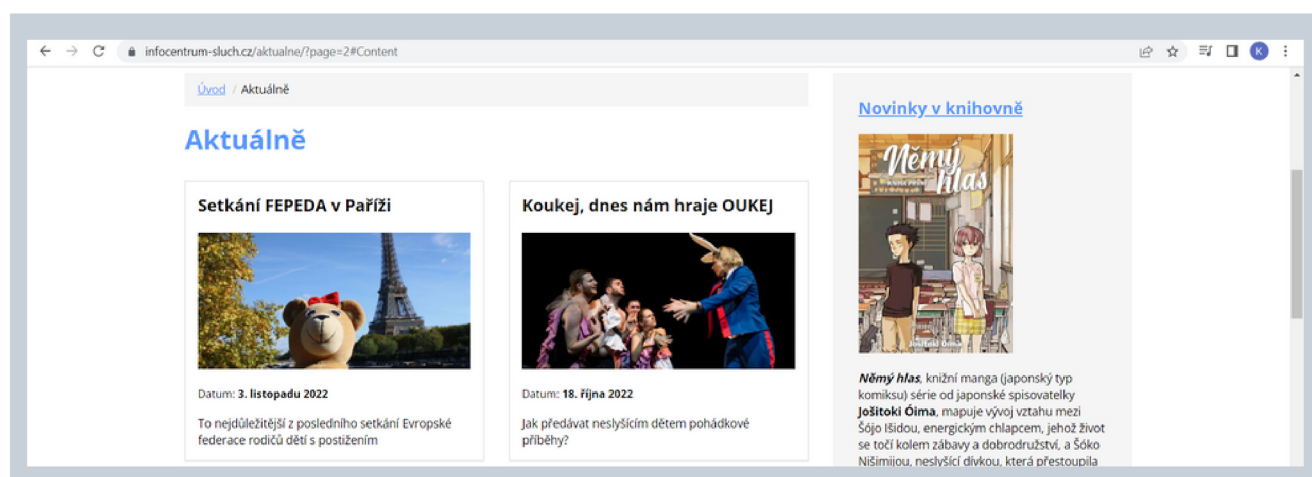 infocentrum-sluch.cz/aktualne/?page=2#Content
K
Úvod / Aktuálně
Aktuálně
Setkání FEPEDA v Paříži
Datum: 3. listopadu 2022
To nejdůležitější z posledního setkání Evropské
federace rodičů dětí s postižením
Koukej, dnes nám hraje OUKEJ
Datum: 18. října 2022
Jak předávat neslyšícím dětem pohádkové
příběhy?
Novinky v knihovně
Němý
hlas
KNIHA PRVNÍ
Jošitoki Óima
Němý hlas, knižní manga (japonský typ
komiksu) série od japonské spisovatelky
Jošitoki Óima, mapuje vývoj vztahu mezi
Šójo Išidou, energickým chlapcem, jehož život
se točí kolem zábavy a dobrodružství, a Šóko
Nišimijou, neslyšící dívkou, která přestoupila